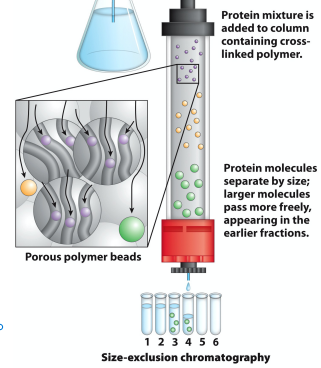 Protein mixture is
added to column
containing cross-
linked polymer.
Protein molecules
separate by size;
larger molecules
pass more freely,
appearing in the
earlier fractions.
Porous polymer beads
1 2 3 4 5 6
Size-exclusion chromatography